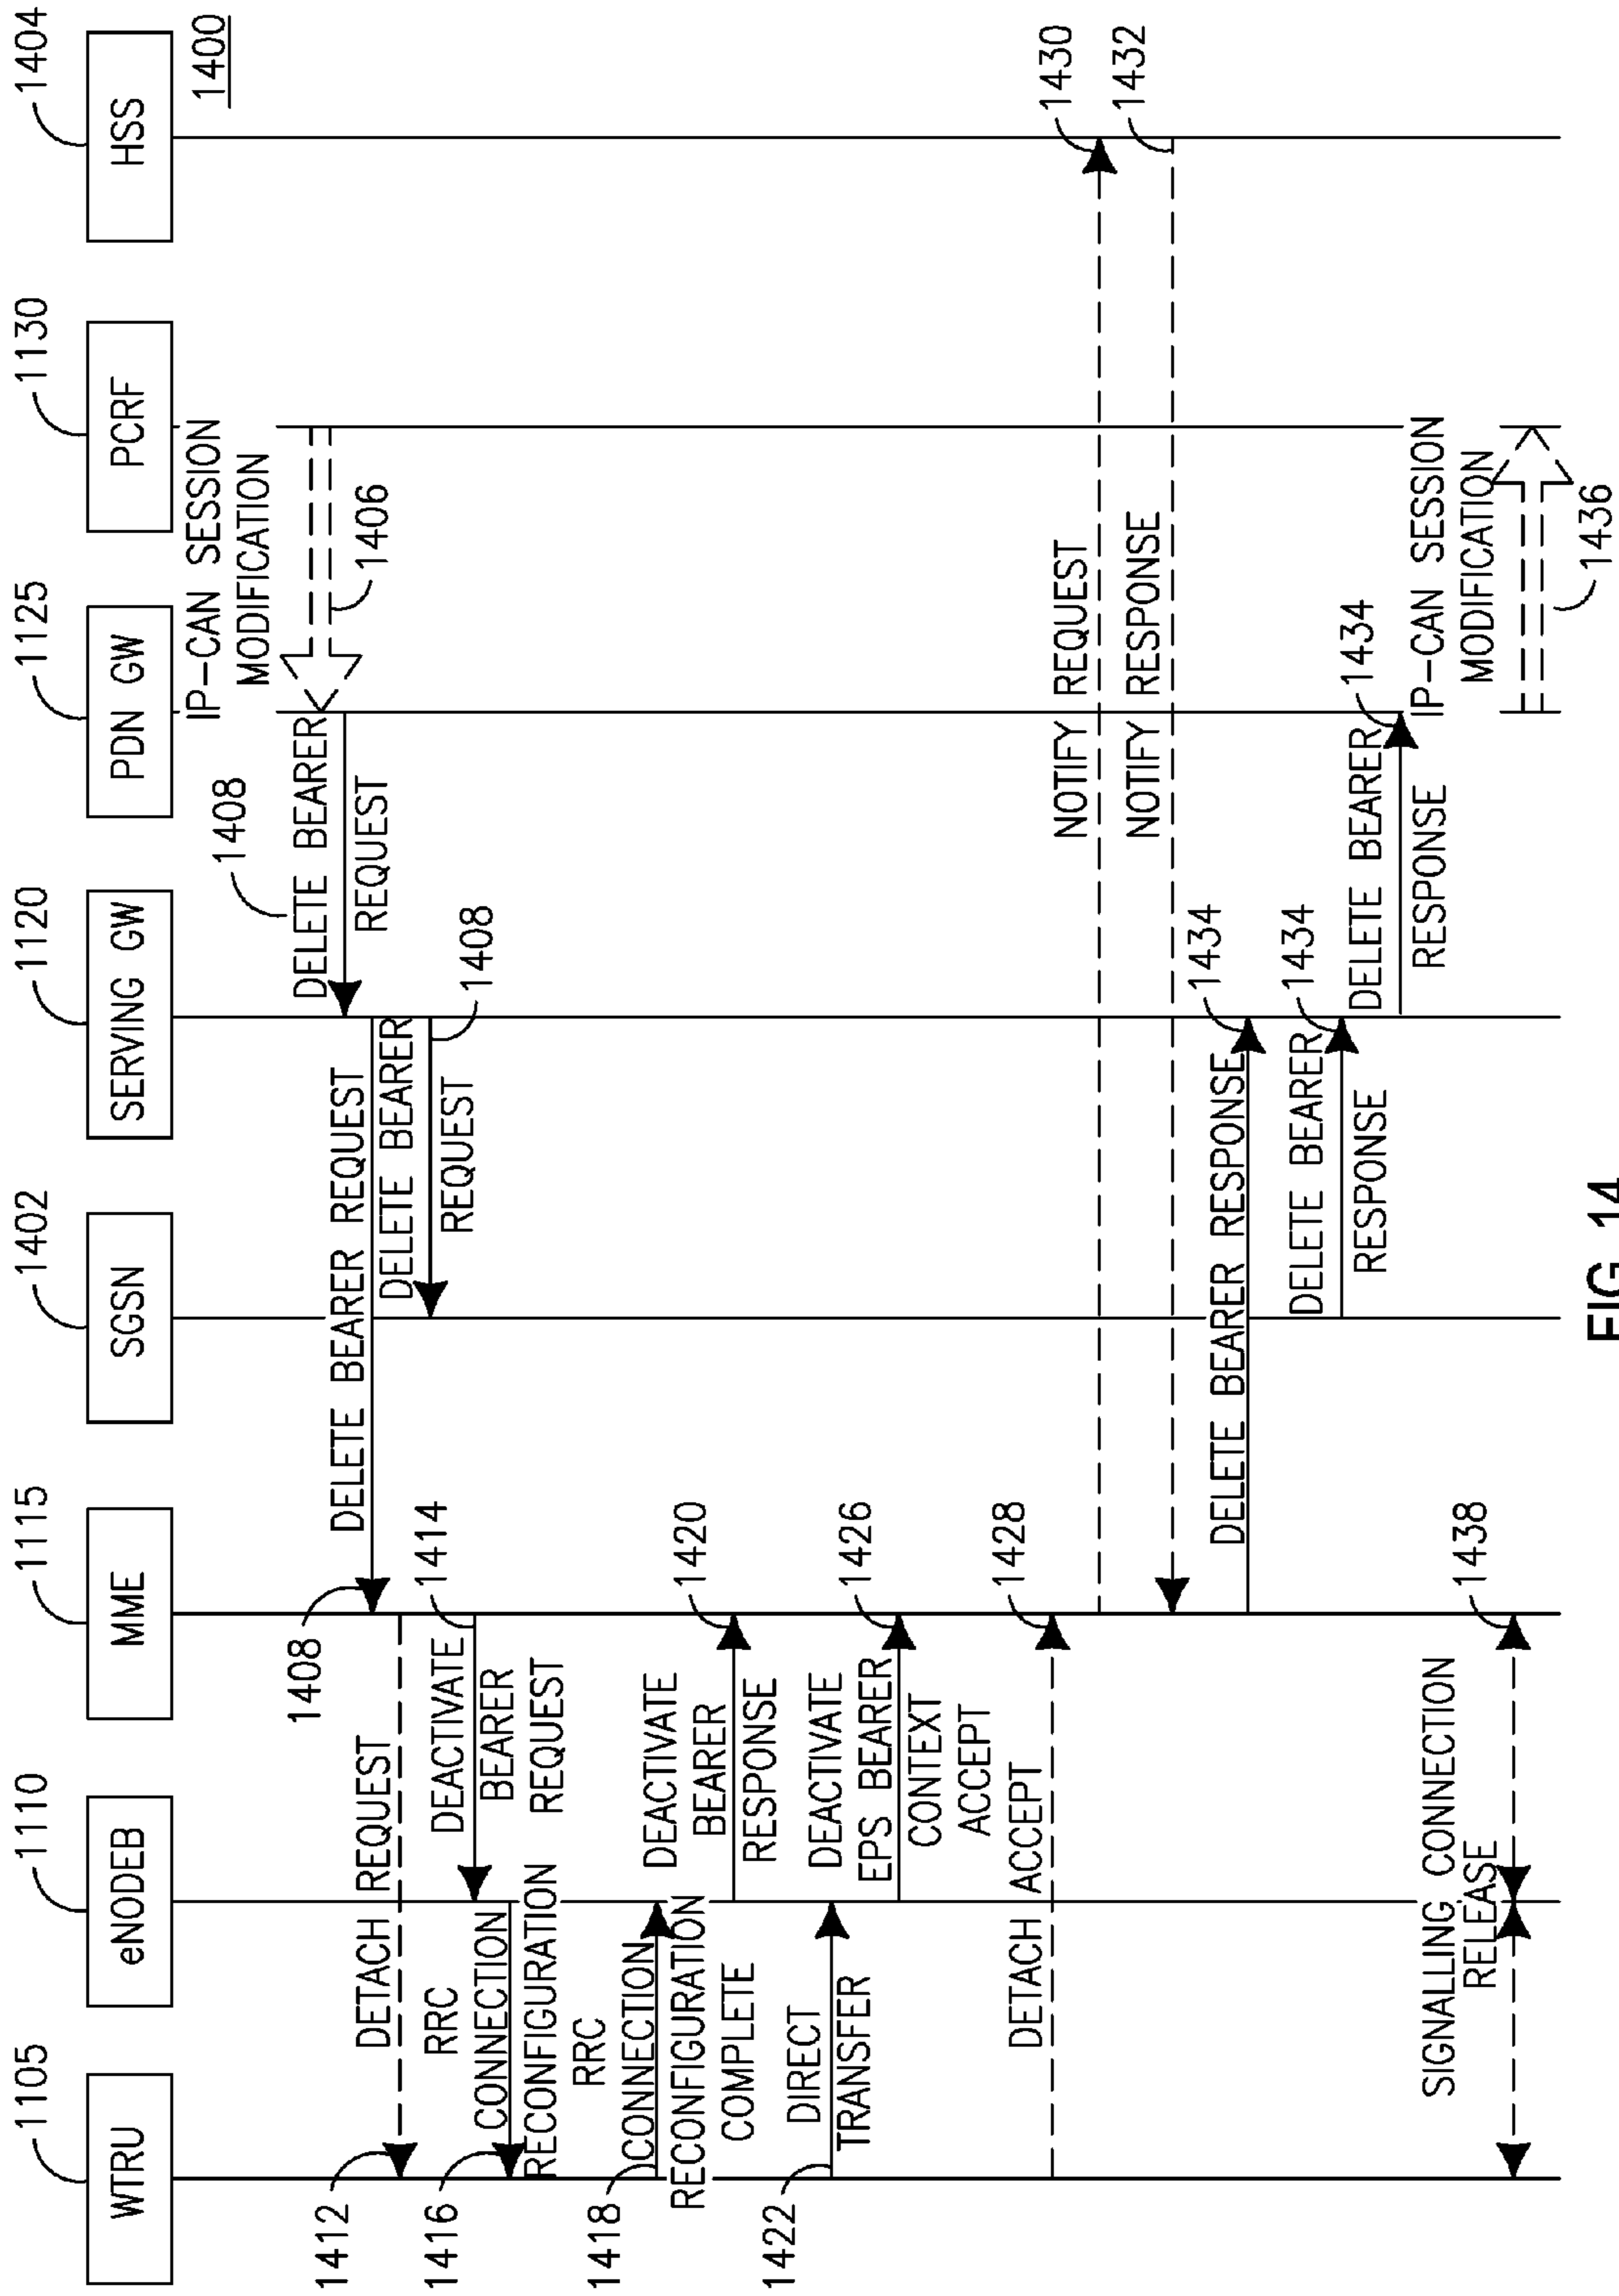 1105
1110
1115
1402
1120
1125
1130
1404
WTRU
eNODEB
MME
SGSN
SERVING GW
PDN GW
PCRF
HSS
1400
IP-CAN SESSION
MODIFICATION
1406
1408
DELETE BEARER
REQUEST
DELETE BEARER REQUEST
1408
DELETE BEARER
REQUEST
1408
DETACH REQUEST
1412
DEACTIVATE
BEARER
REQUEST
1414
RRC
CONNECTION
RECONFIGURATION
1416
RRC
CONNECTION
RECONFIGURATION
COMPLETE
1418
DEACTIVATE
BEARER
RESPONSE
1420
DIRECT
TRANSFER
1422
DEACTIVATE
EPS BEARER
CONTEXT
ACCEPT
1426
DETACH ACCEPT
1428
NOTIFY REQUEST
1430
NOTIFY RESPONSE
1432
DELETE BEARER RESPONSE
1434
DELETE BEARER
RESPONSE
1434
DELETE BEARER
RESPONSE
1434
IP-CAN SESSION
MODIFICATION
1436
SIGNALLING CONNECTION
RELEASE
1438
FIG. 14